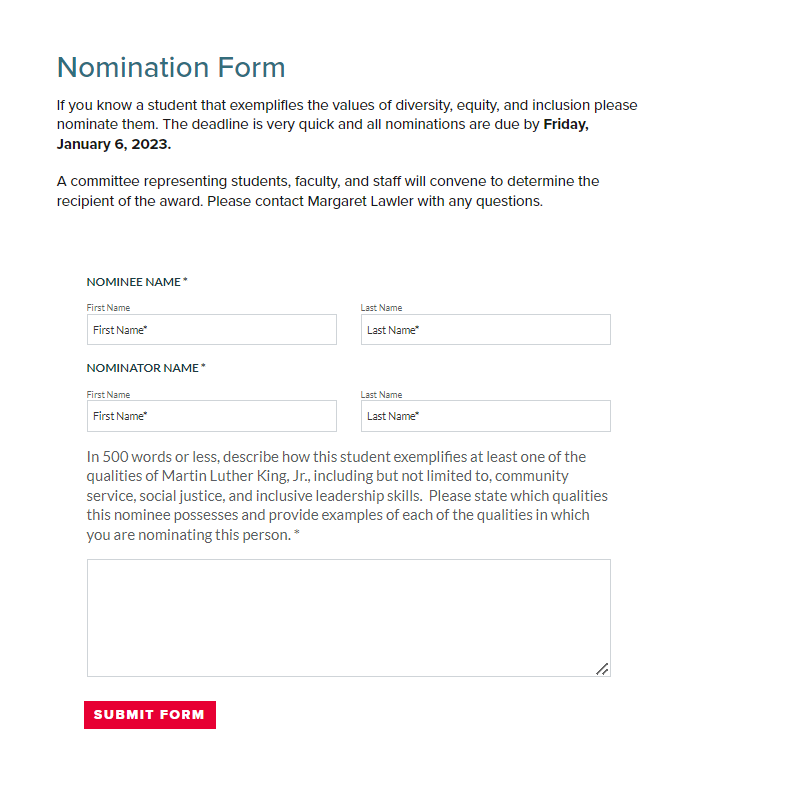 Nomination Form
If you know a student that exemplifies the values of diversity, equity, and inclusion please
nominate them. The deadline is very quick and all nominations are due by Friday,
January 6, 2023.
A committee representing students, faculty, and staff will convene to determine the
recipient of the award. Please contact Margaret Lawler with any questions.
NOMINEE NAME *
First Name Last Name
First Name* Last Name*
NOMINATOR NAME *
First Name Last Name
First Name* Last Name*
In 500 words or less, describe how this student exemplifies at least one of the
qualities of Martin Luther King, Jr., including but not limited to, community
service, social justice, and inclusive leadership skills.  Please state which qualities
this nominee possesses and provide examples of each of the qualities in which
you are nominating this person. *
SUBMIT FORM